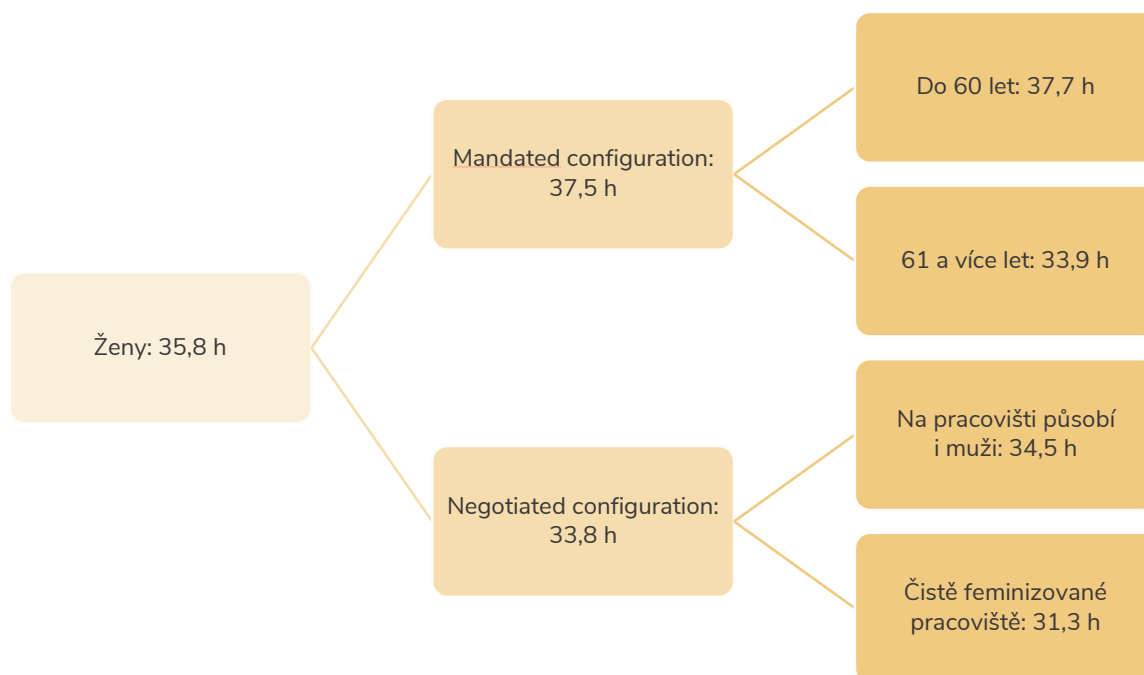 Ženy: 35,8 h
Mandated configuration:
37,5 h
Do 60 let: 37,7 h
61 a více let: 33,9 h
Negotiated configuration:
33,8 h
Na pracovišti působí
i muži: 34,5 h
Čistě feminizované
pracoviště: 31,3 h